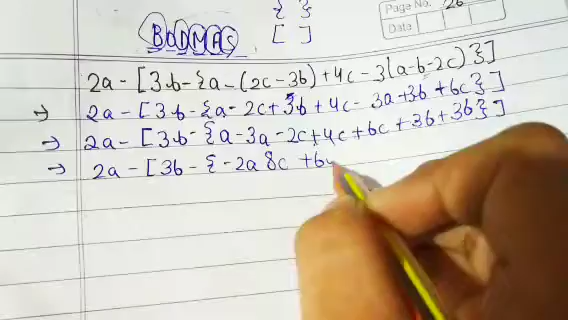 { }
Page No. 26
BODMAS
[ ]
Date
2a - [3b - {a - (2c - 3b) + 4c - 3(a - b - 2c)}]
→ 2a - [3b - {a - 2c + 3b + 4c - 3a + 3b + 6c}]
→ 2a - [3b - {a - 3a - 2c + 4c + 6c + 3b + 3b}]
→ 2a - [3b - {-2a 8c + 6